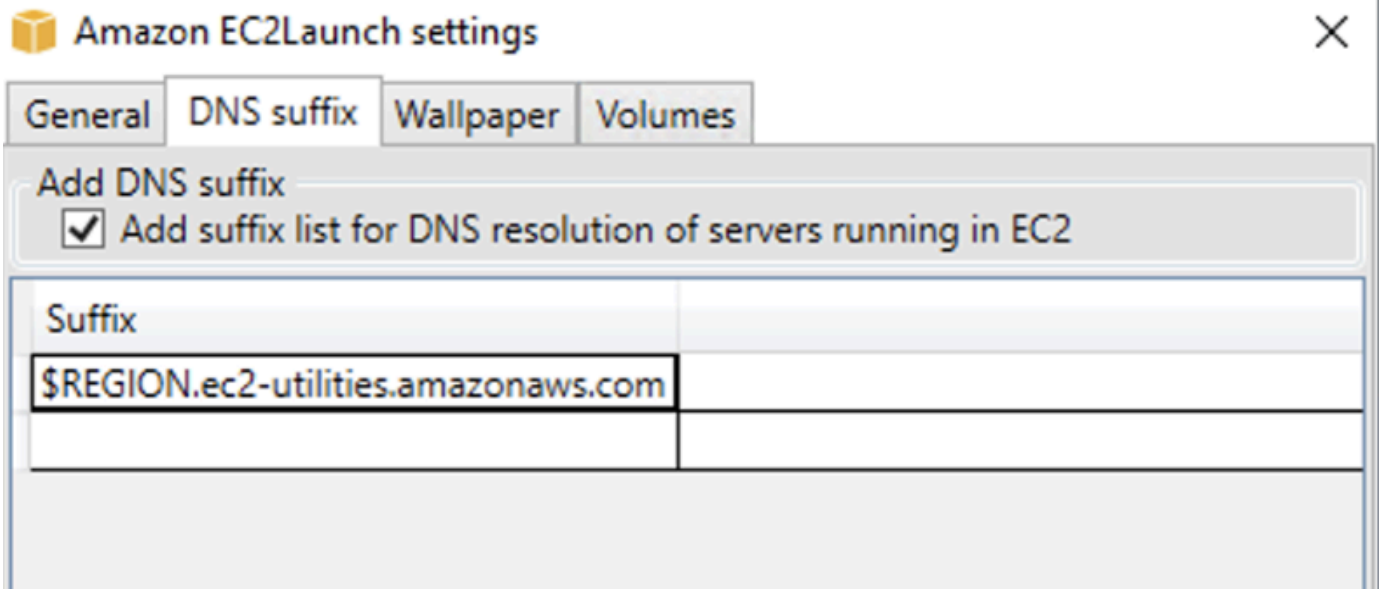 Amazon EC2Launch settings
General DNS suffix Wallpaper Volumes
Add DNS suffix
Add suffix list for DNS resolution of servers running in EC2
Suffix
$REGION.ec2-utilities.amazonaws.com